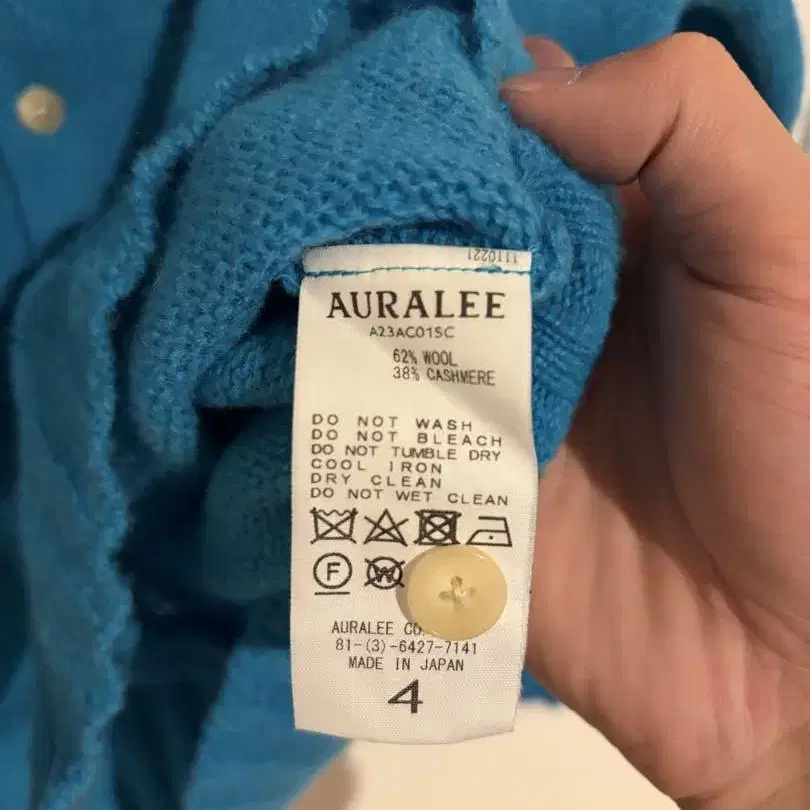 1110221
AURALEE
A23AC015C
62% WOOL
38% CASHMERE
DO NOT WASH
DO NOT BLEACH
DO NOT TUMBLE DRY
COOL IRON
DRY CLEAN
DO NOT WET CLEAN
F W
AURALEE CO
81-(3)-6427-7141
MADE IN JAPAN
4